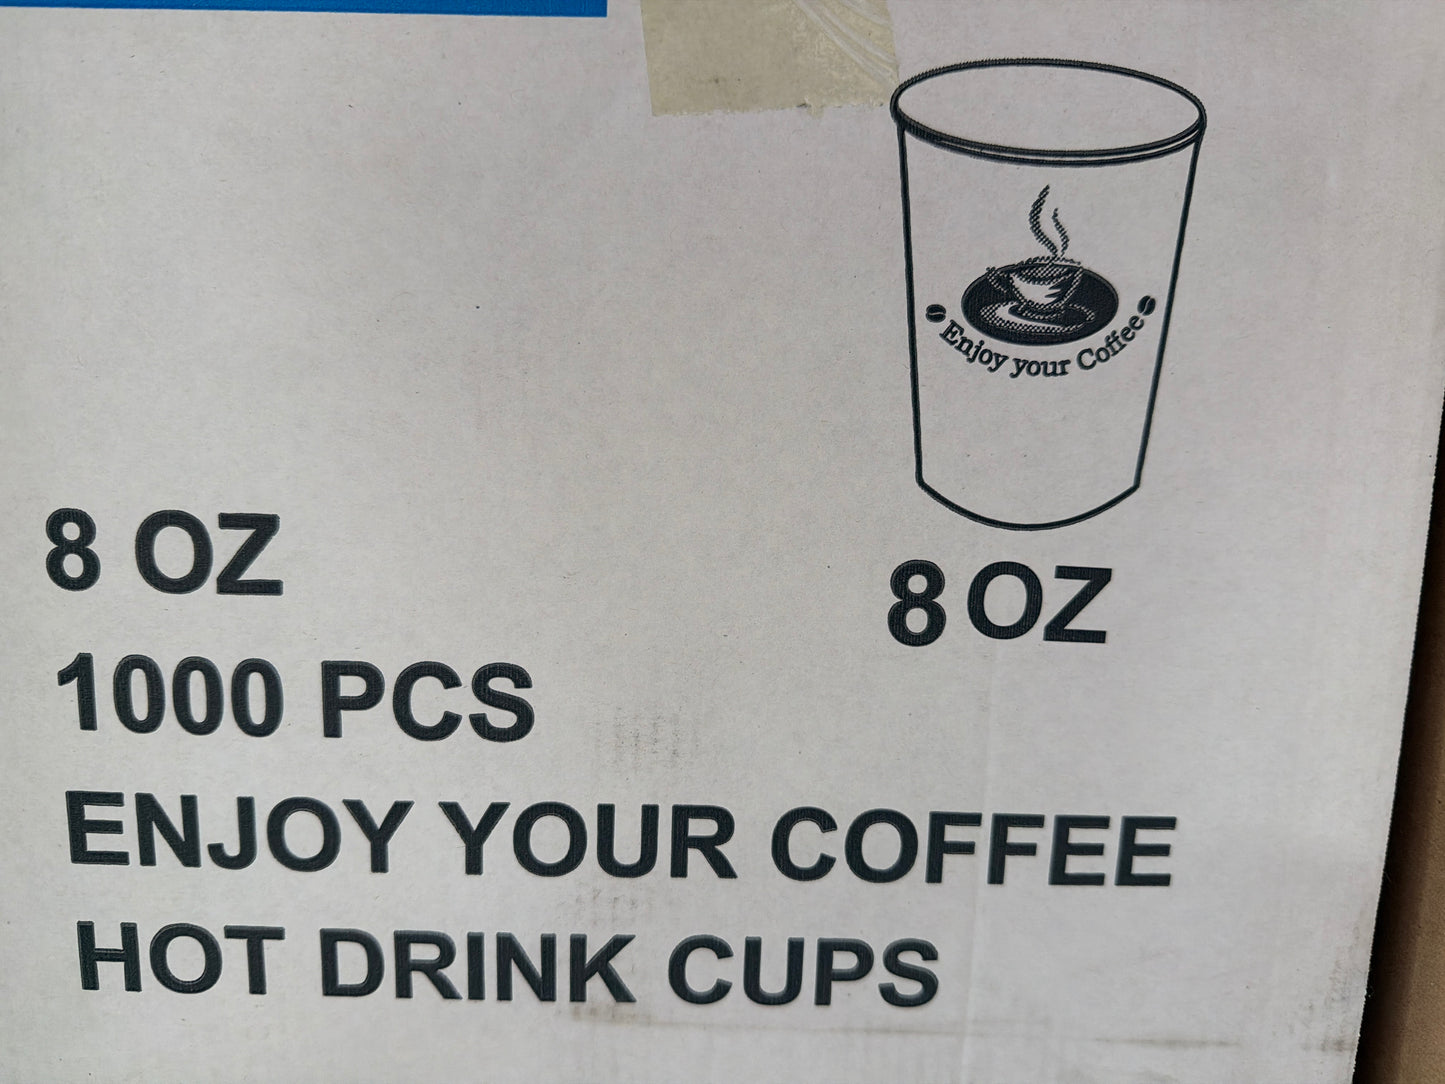 Enjoy your Coffee
8 OZ
8 OZ
1000 PCS
ENJOY YOUR COFFEE
HOT DRINK CUPS